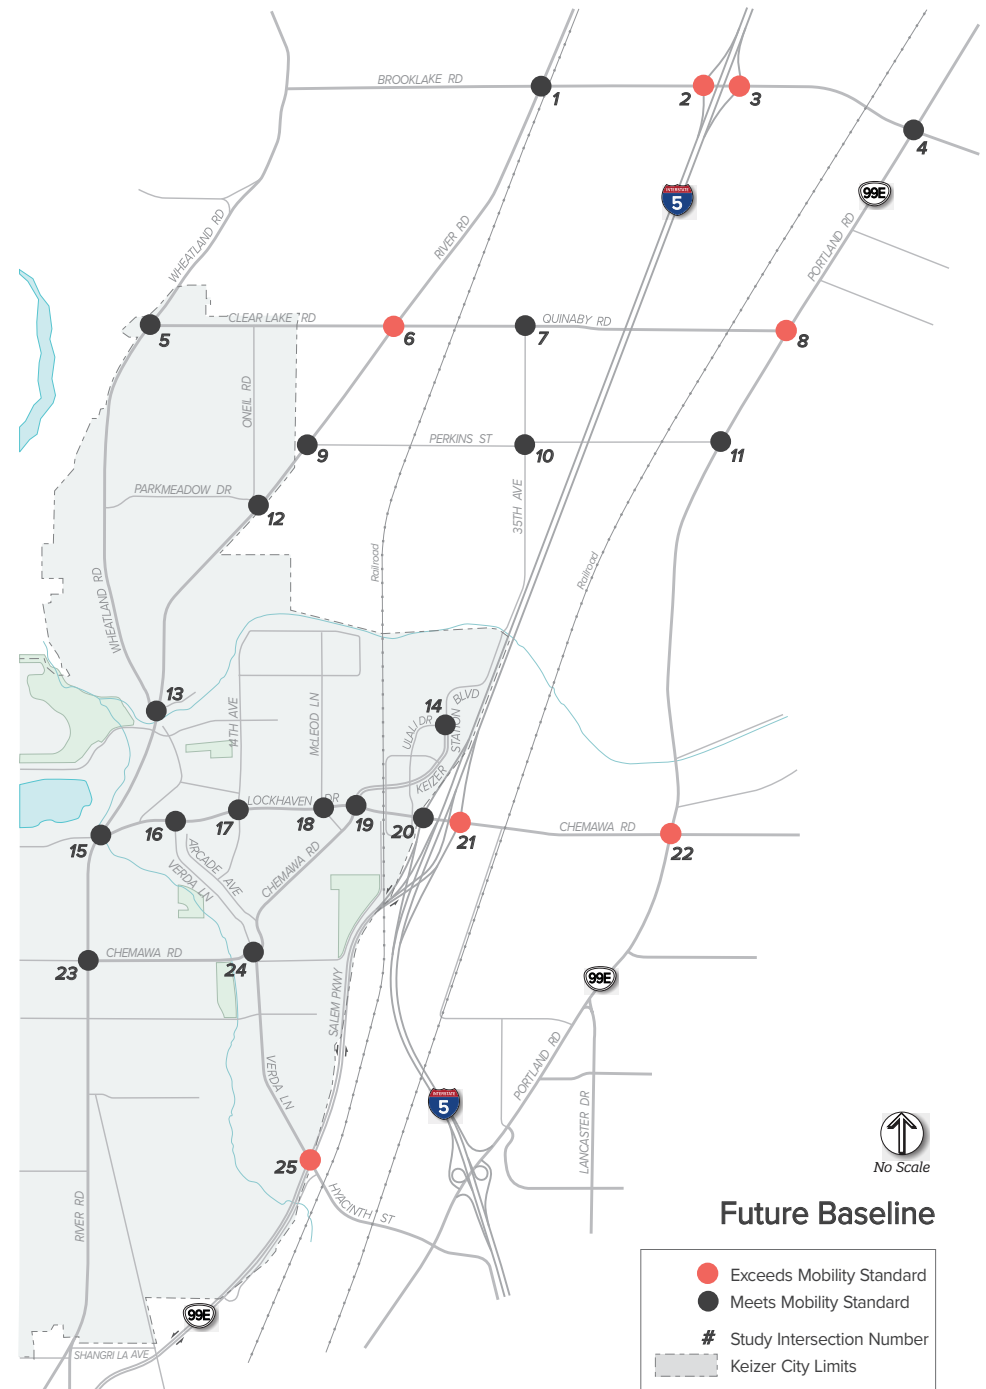 BROOKLAKE RD
1
2
3
4
INTERSTATE
5
99E
PORTLAND RD
RIVER RD
WHEATLAND RD
CLEAR LAKE RD
QUINABY RD
5
6
7
8
ONEIL RD
PERKINS ST
9
10
11
PARKMEADOW DR
12
35TH AVE
Railroad
Railroad
WHEATLAND RD
13
14TH AVE
McLEOD LN
14
ULALI DR
KEIZER STATION BLVD
LOCKHAVEN DR
15
16
17
18
19
20
21
CHEMAWA RD
22
ARCADE AVE
VERDA LN
CHEMAWA RD
CHEMAWA RD
23
24
99E
SALEM PKWY
PORTLAND RD
VERDA LN
LANCASTER DR
INTERSTATE
5
25
HYACINTH ST
RIVER RD
99E
SHANGRI LA AVE
No Scale
Future Baseline
Exceeds Mobility Standard
Meets Mobility Standard
# Study Intersection Number
Keizer City Limits